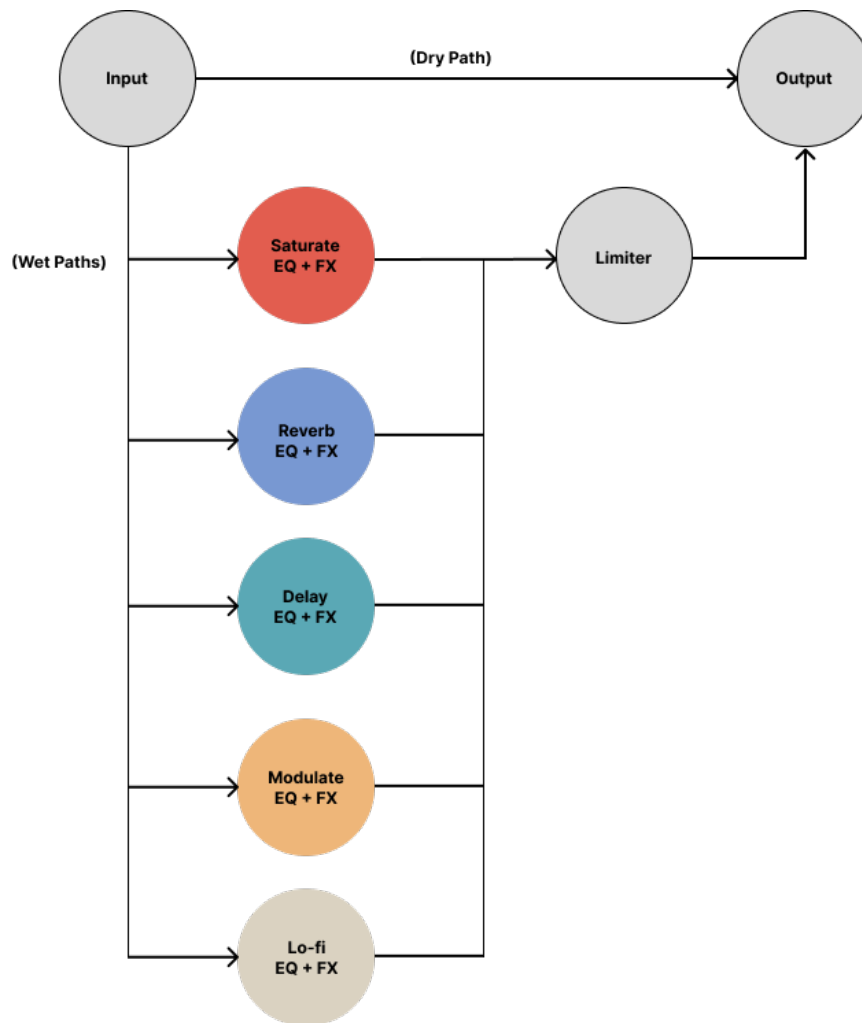 (Dry Path)
Input
Output
Saturate
EQ + FX
(Wet Paths)
Limiter
Reverb
EQ + FX
Delay
EQ + FX
Modulate
EQ + FX
Lo-fi
EQ + FX